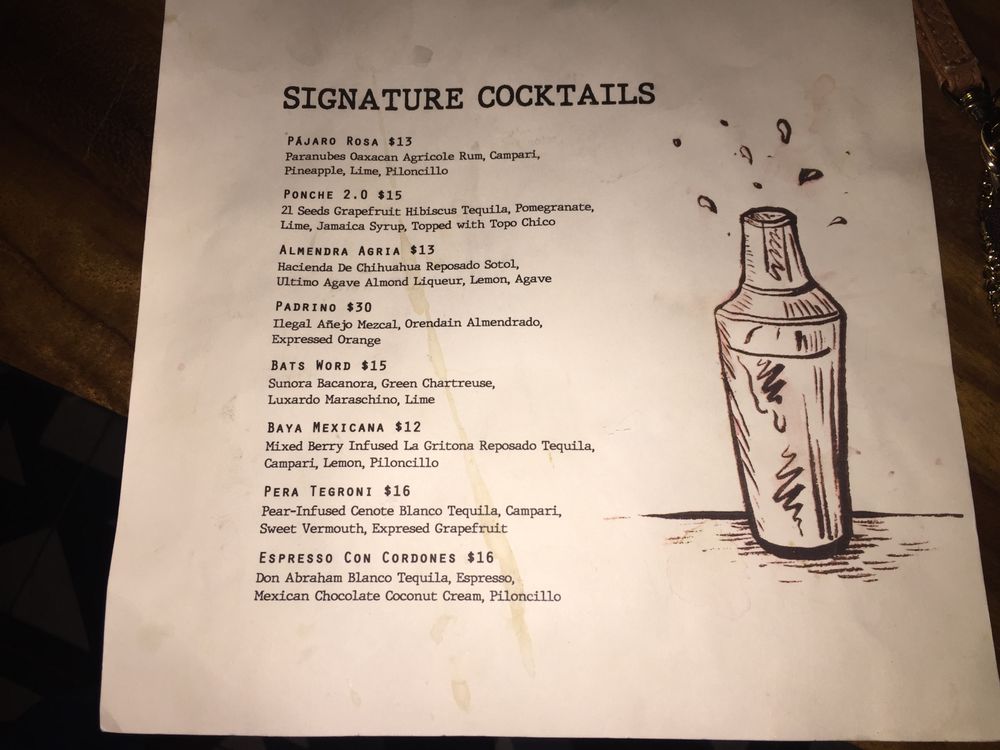 SIGNATURE COCKTAILS
PÁJARO ROSA $13
Paranubes Oaxacan Agricole Rum, Campari,
Pineapple, Lime, Piloncillo
PONCHE 2.0 $15
21 Seeds Grapefruit Hibiscus Tequila, Pomegranate,
Lime, Jamaica Syrup, Topped with Topo Chico
ALMENDRA AGRIA $13
Hacienda De Chihuahua Reposado Sotol,
Ultimo Agave Almond Liqueur, Lemon, Agave
PADRINO $30
Ilegal Añejo Mezcal, Orendain Almendrado,
Expressed Orange
BATS WORD $15
Sunora Bacanora, Green Chartreuse,
Luxardo Maraschino, Lime
BAYA MEXICANA $12
Mixed Berry Infused La Gritona Reposado Tequila,
Campari, Lemon, Piloncillo
PERA TEGRONI $16
Pear-Infused Cenote Blanco Tequila, Campari,
Sweet Vermouth, Expresed Grapefruit
ESPRESSO CON CORDONES $16
Don Abraham Blanco Tequila, Espresso,
Mexican Chocolate Coconut Cream, Piloncillo